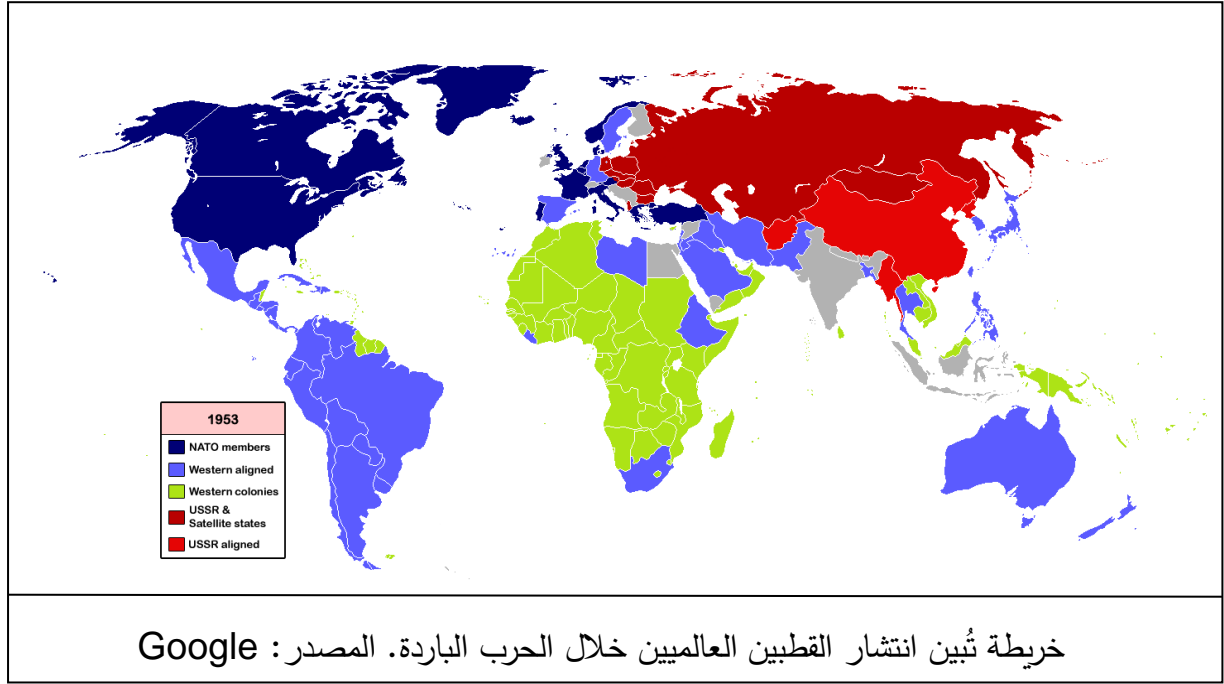 1953
NATO members
Western aligned
Western colonies
USSR &
Satellite states
USSR aligned
خريطة تُبين انتشار القطبين العالميين خلال الحرب الباردة. المصدر: Google